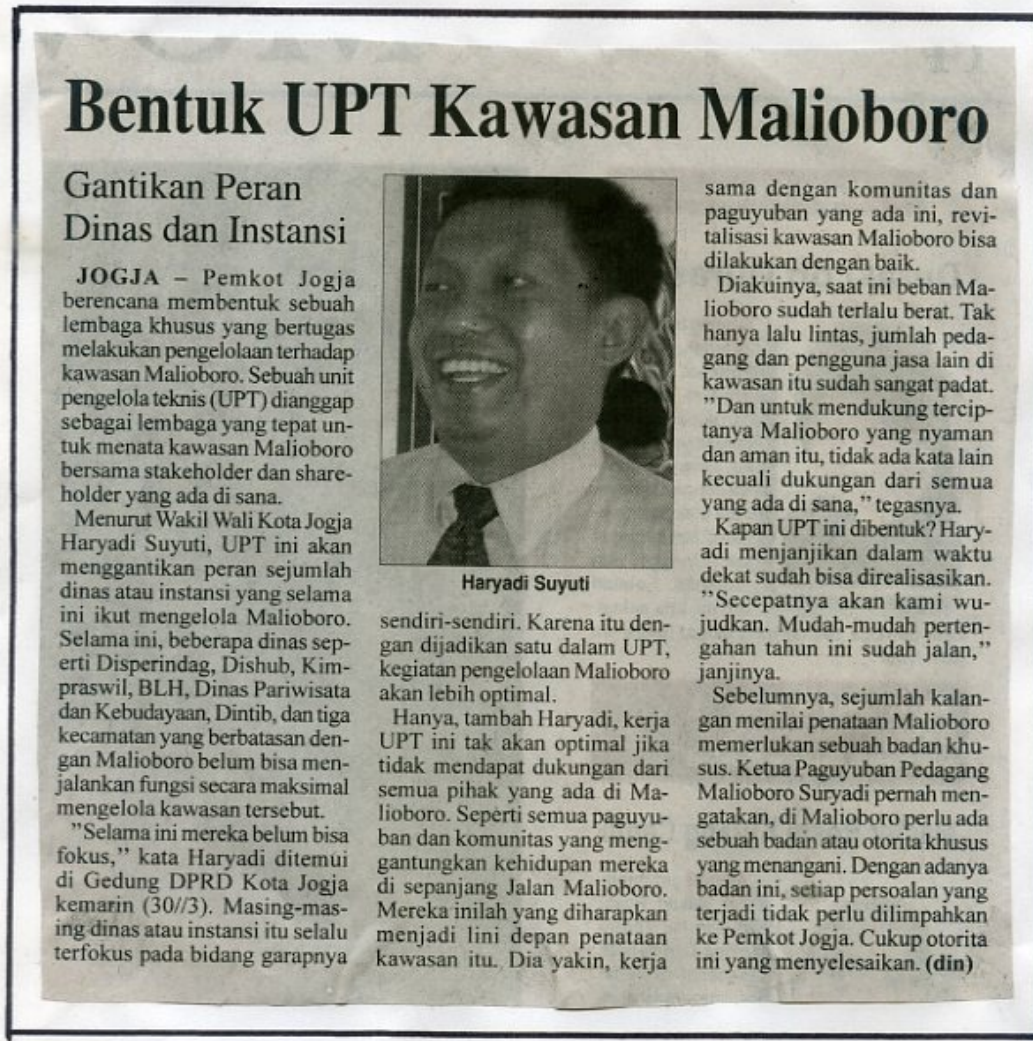 Bentuk UPT Kawasan Malioboro
Gantikan Peran
Dinas dan Instansi
JOGJA – Pemkot Jogja
berencana membentuk sebuah
lembaga khusus yang bertugas
melakukan pengelolaan terhadap
kawasan Malioboro. Sebuah unit
pengelola teknis (UPT) dianggap
sebagai lembaga yang tepat un-
tuk menata kawasan Malioboro
bersama stakeholder dan share-
holder yang ada di sana.
Menurut Wakil Wali Kota Jogja
Haryadi Suyuti, UPT ini akan
menggantikan peran sejumlah
dinas atau instansi yang selama
ini ikut mengelola Malioboro.
Selama ini, beberapa dinas sep-
erti Disperindag, Dishub, Kim-
praswil, BLH, Dinas Pariwisata
dan Kebudayaan, Dintib, dan tiga
kecamatan yang berbatasan den-
gan Malioboro belum bisa men-
jalankan fungsi secara maksimal
mengelola kawasan tersebut.
"Selama ini mereka belum bisa
fokus," kata Haryadi ditemui
di Gedung DPRD Kota Jogja
kemarin (30//3). Masing-mas-
ing dinas atau instansi itu selalu
terfokus pada bidang garapnya
Haryadi Suyuti
sendiri-sendiri. Karena itu den-
gan dijadikan satu dalam UPT,
kegiatan pengelolaan Malioboro
akan lebih optimal.
Hanya, tambah Haryadi, kerja
UPT ini tak akan optimal jika
tidak mendapat dukungan dari
semua pihak yang ada di Ma-
lioboro. Seperti semua paguyu-
ban dan komunitas yang meng-
gantungkan kehidupan mereka
di sepanjang Jalan Malioboro.
Mereka inilah yang diharapkan
menjadi lini depan penataan
kawasan itu. Dia yakin, kerja
sama dengan komunitas dan
paguyuban yang ada ini, revi-
talisasi kawasan Malioboro bisa
dilakukan dengan baik.
Diakuinya, saat ini beban Ma-
lioboro sudah terlalu berat. Tak
hanya lalu lintas, jumlah peda-
gang dan pengguna jasa lain di
kawasan itu sudah sangat padat.
"Dan untuk mendukung tercip-
tanya Malioboro yang nyaman
dan aman itu, tidak ada kata lain
kecuali dukungan dari semua
yang ada di sana," tegasnya.
Kapan UPT ini dibentuk? Hary-
adi menjanjikan dalam waktu
dekat sudah bisa direalisasikan.
"Secepatnya akan kami wu-
judkan. Mudah-mudah perten-
gahan tahun ini sudah jalan,"
janjinya.
Sebelumnya, sejumlah kalan-
gan menilai penataan Malioboro
memerlukan sebuah badan khu-
sus. Ketua Paguyuban Pedagang
Malioboro Suryadi pernah men-
gatakan, di Malioboro perlu ada
sebuah badan atau otorita khusus
yang menangani. Dengan adanya
badan ini, setiap persoalan yang
terjadi tidak perlu dilimpahkan
ke Pemkot Jogja. Cukup otorita
ini yang menyelesaikan. (din)